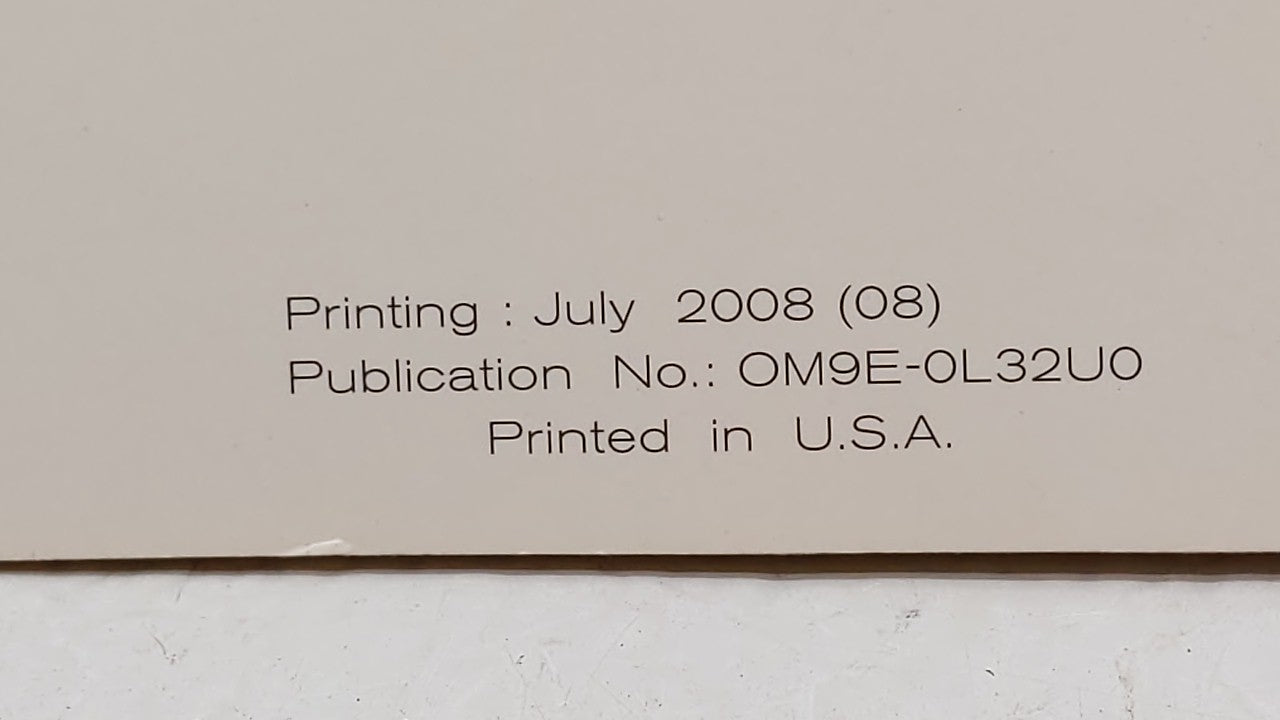 Printing : July 2008 (08)
Publication No.: OM9E-0L32U0
Printed in U.S.A.